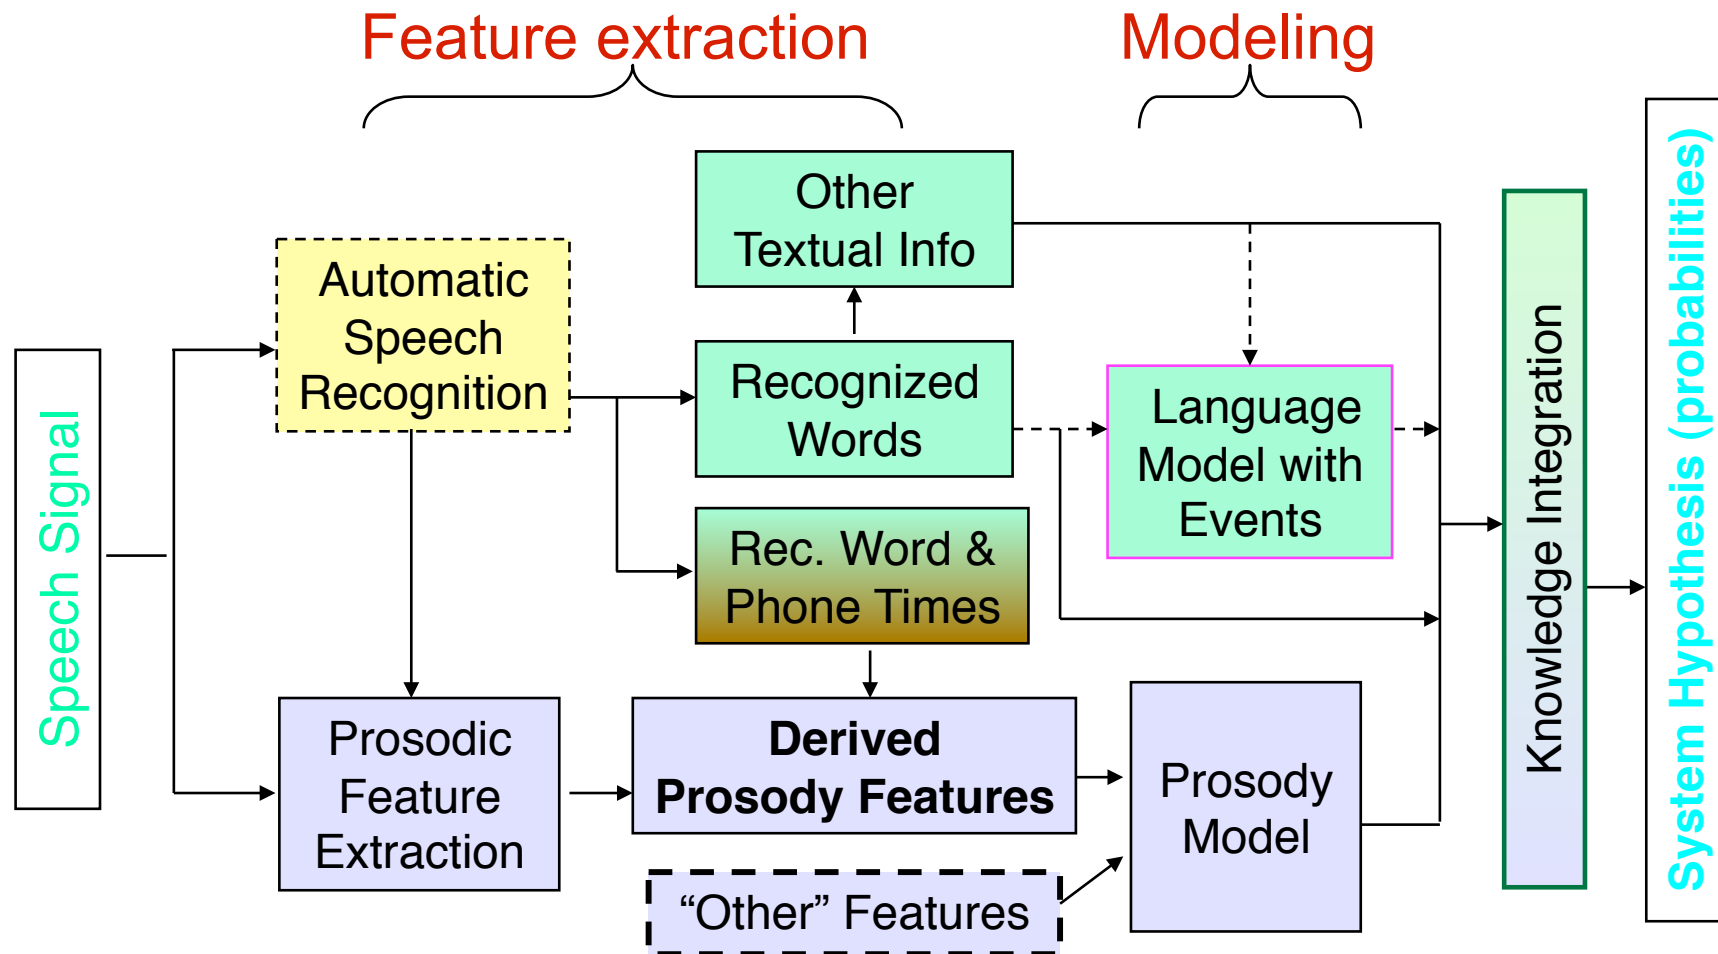 Feature extraction
Modeling
Speech Signal
Automatic
Speech
Recognition
Other
Textual Info
Recognized
Words
Rec. Word &
Phone Times
Language
Model with
Events
Prosodic
Feature
Extraction
Derived
Prosody Features
“Other” Features
Prosody
Model
Knowledge Integration
System Hypothesis (probabilities)